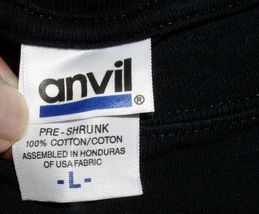 anvil®
PRE-SHRUNK
100% COTTON/COTON
ASSEMBLED IN HONDURAS
OF USA FABRIC
-L-